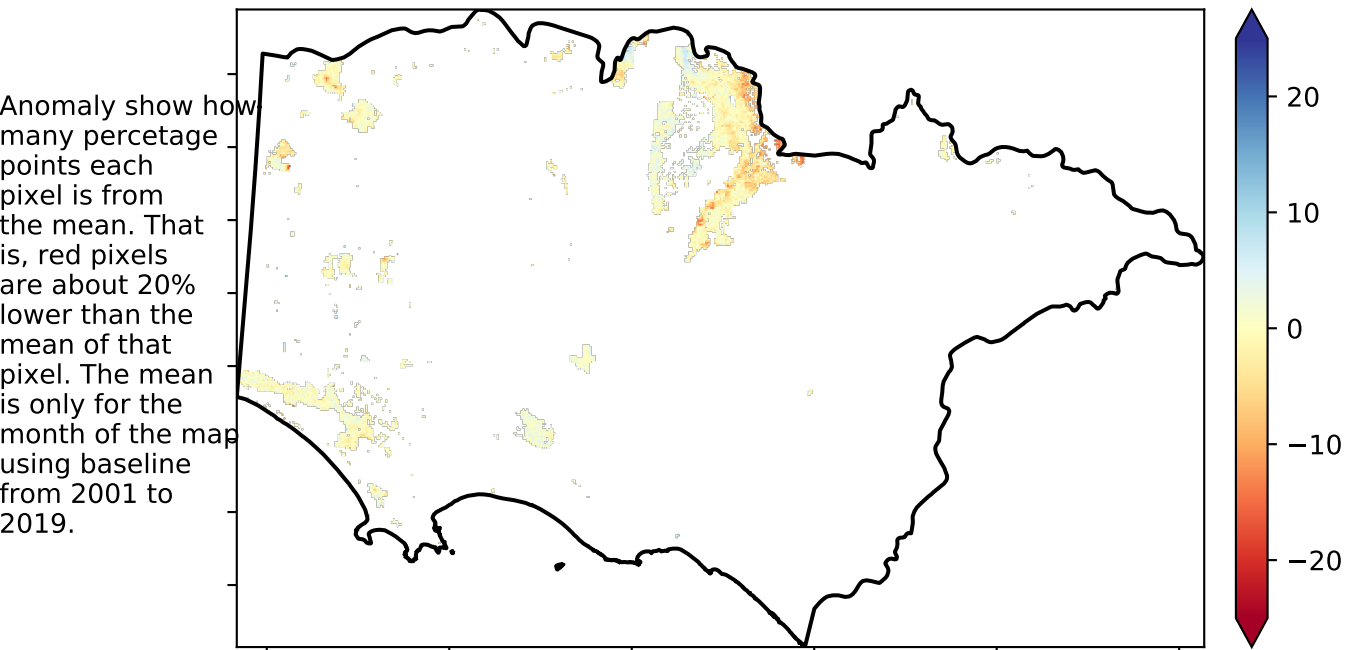 Anomaly show how
many percetage
points each
pixel is from
the mean. That
is, red pixels
are about 20%
lower than the
mean of that
pixel. The mean
is only for the
month of the map
using baseline
from 2001 to
2019.
20
10
0
−10
−20